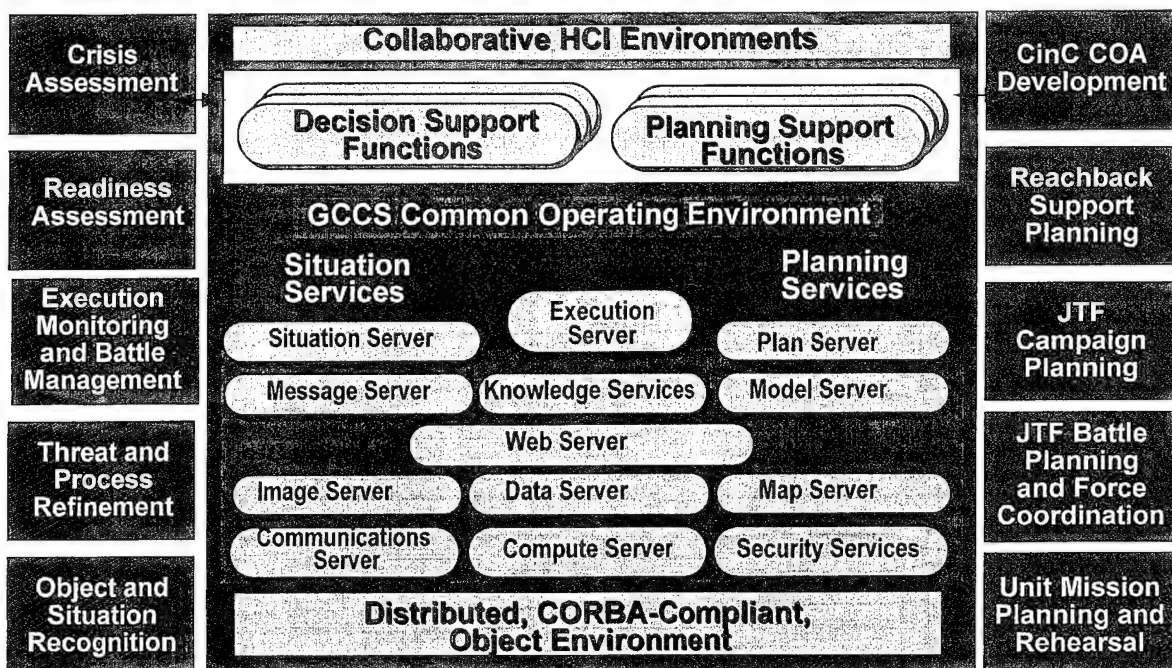 Crisis
Assessment
Readiness
Assessment
Execution
Monitoring
and Battle
Management
Threat and
Process
Refinement
Object and
Situation
Recognition
Collaborative HCI Environments
Decision Support
Functions
Planning Support
Functions
GCCS Common Operating Environment
Situation
Services
Planning
Services
Execution
Server
Situation Server
Plan Server
Message Server
Knowledge Services
Model Server
Web Server
Image Server
Data Server
Map Server
Communications
Server
Compute Server
Security Services
Distributed, CORBA-Compliant,
Object Environment
CinC COA
Development
Reachback
Support
Planning
JTF
Campaign
Planning
JTF Battle
Planning
and Force
Coordination
Unit Mission
Planning and
Rehearsal